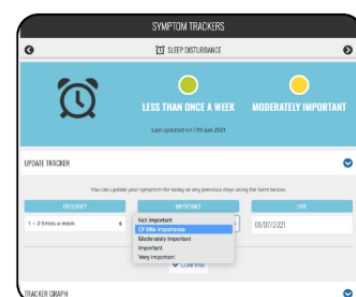 SYMPTOM TRACKERS
SLEEP DISTURBANCE
LESS THAN ONCE A WEEK
MODERATELY IMPORTANT
Last updated on 17th Jan 2021
UPDATE TRACKER
You can update your symptom for today or any previous days using the form below.
FREQUENCY IMPORTANCE DATE
1 – 2 times a week
08/07/2021
Not important
Of little importance
Moderately important
Important
Very important
CONFIRM
TRACKER GRAPH